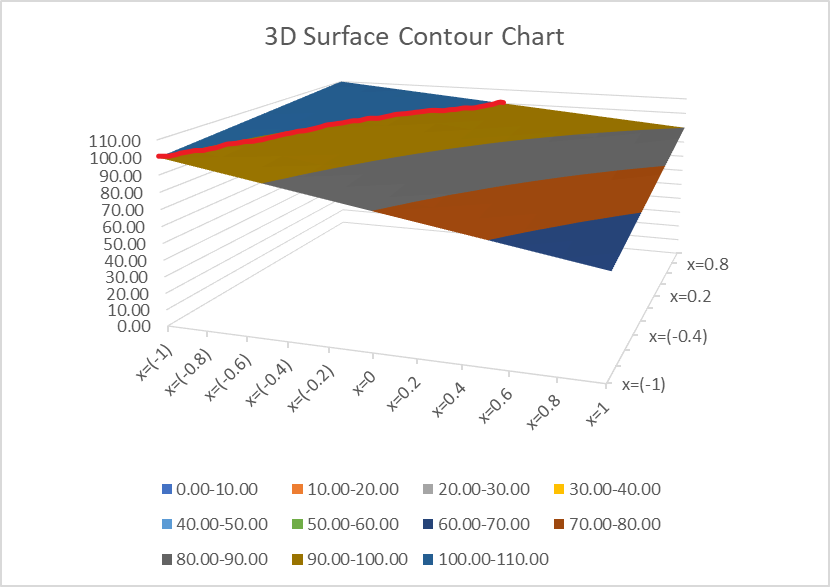 3D Surface Contour Chart
110.00
100.00
90.00
80.00
70.00
60.00
50.00
40.00
30.00
20.00
10.00
0.00
x=(-1)
x=(-0.8)
x=(-0.6)
x=(-0.4)
x=(-0.2)
x=0
x=0.2
x=0.4
x=0.6
x=0.8
x=1
x=0.8
x=0.2
x=(-0.4)
x=(-1)
0.00-10.00 10.00-20.00 20.00-30.00 30.00-40.00
40.00-50.00 50.00-60.00 60.00-70.00 70.00-80.00
80.00-90.00 90.00-100.00 100.00-110.00